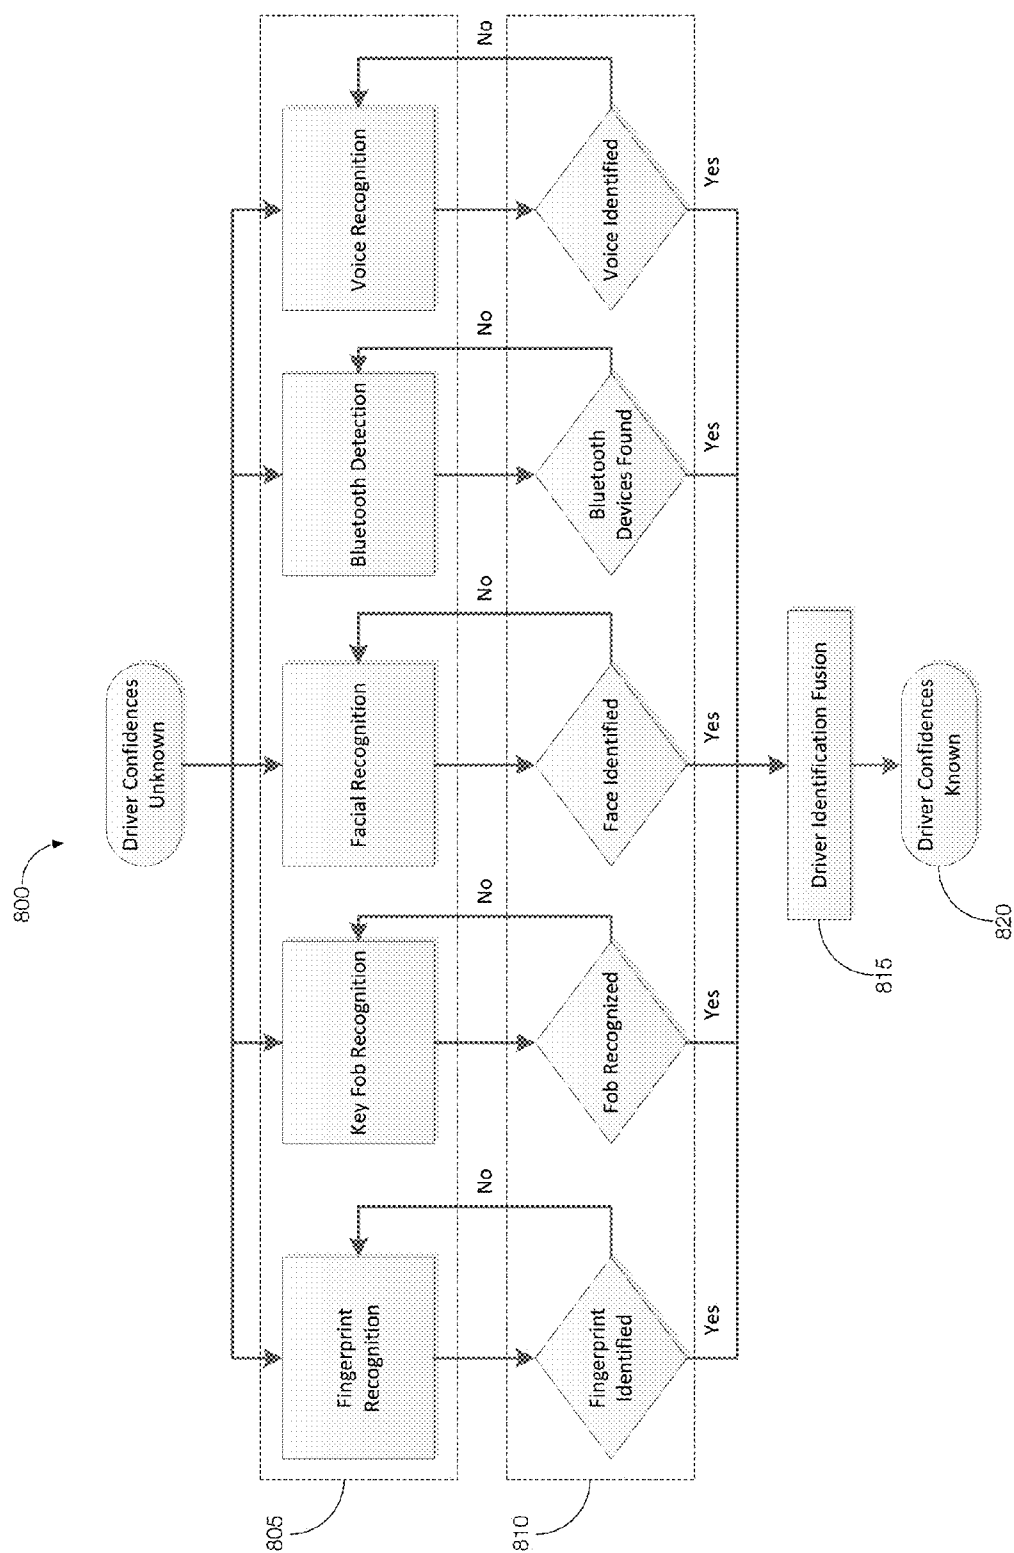 800
Driver Confidences
Unknown
805
Fingerprint
Recognition
Key Fob Recognition
Facial Recognition
Bluetooth Detection
Voice Recognition
No
No
No
No
No
810
Fingerprint
Identified
Fob Recognized
Face Identified
Bluetooth
Devices Found
Voice Identified
Yes
Yes
Yes
Yes
Yes
Driver Identification Fusion
815
Driver Confidences
Known
820